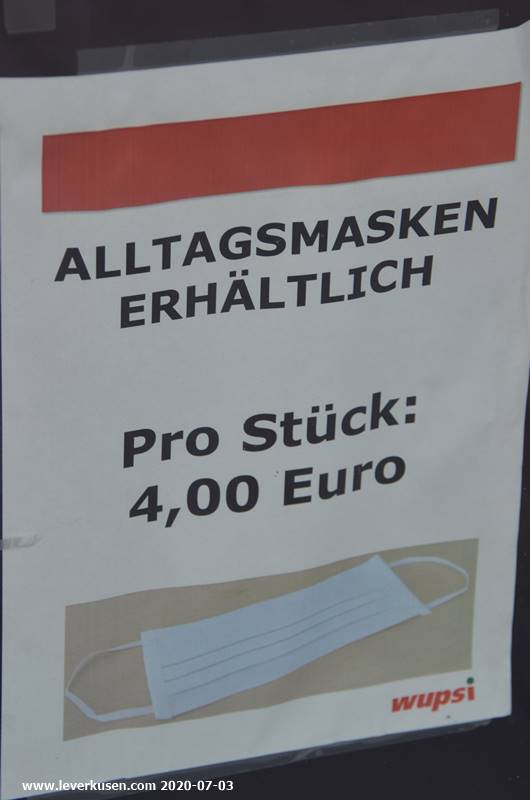 ALLTAGSMASKEN
ERHÄLTLICH
Pro Stück:
4,00 Euro
wupsi
www.leverkusen.com 2020-07-03